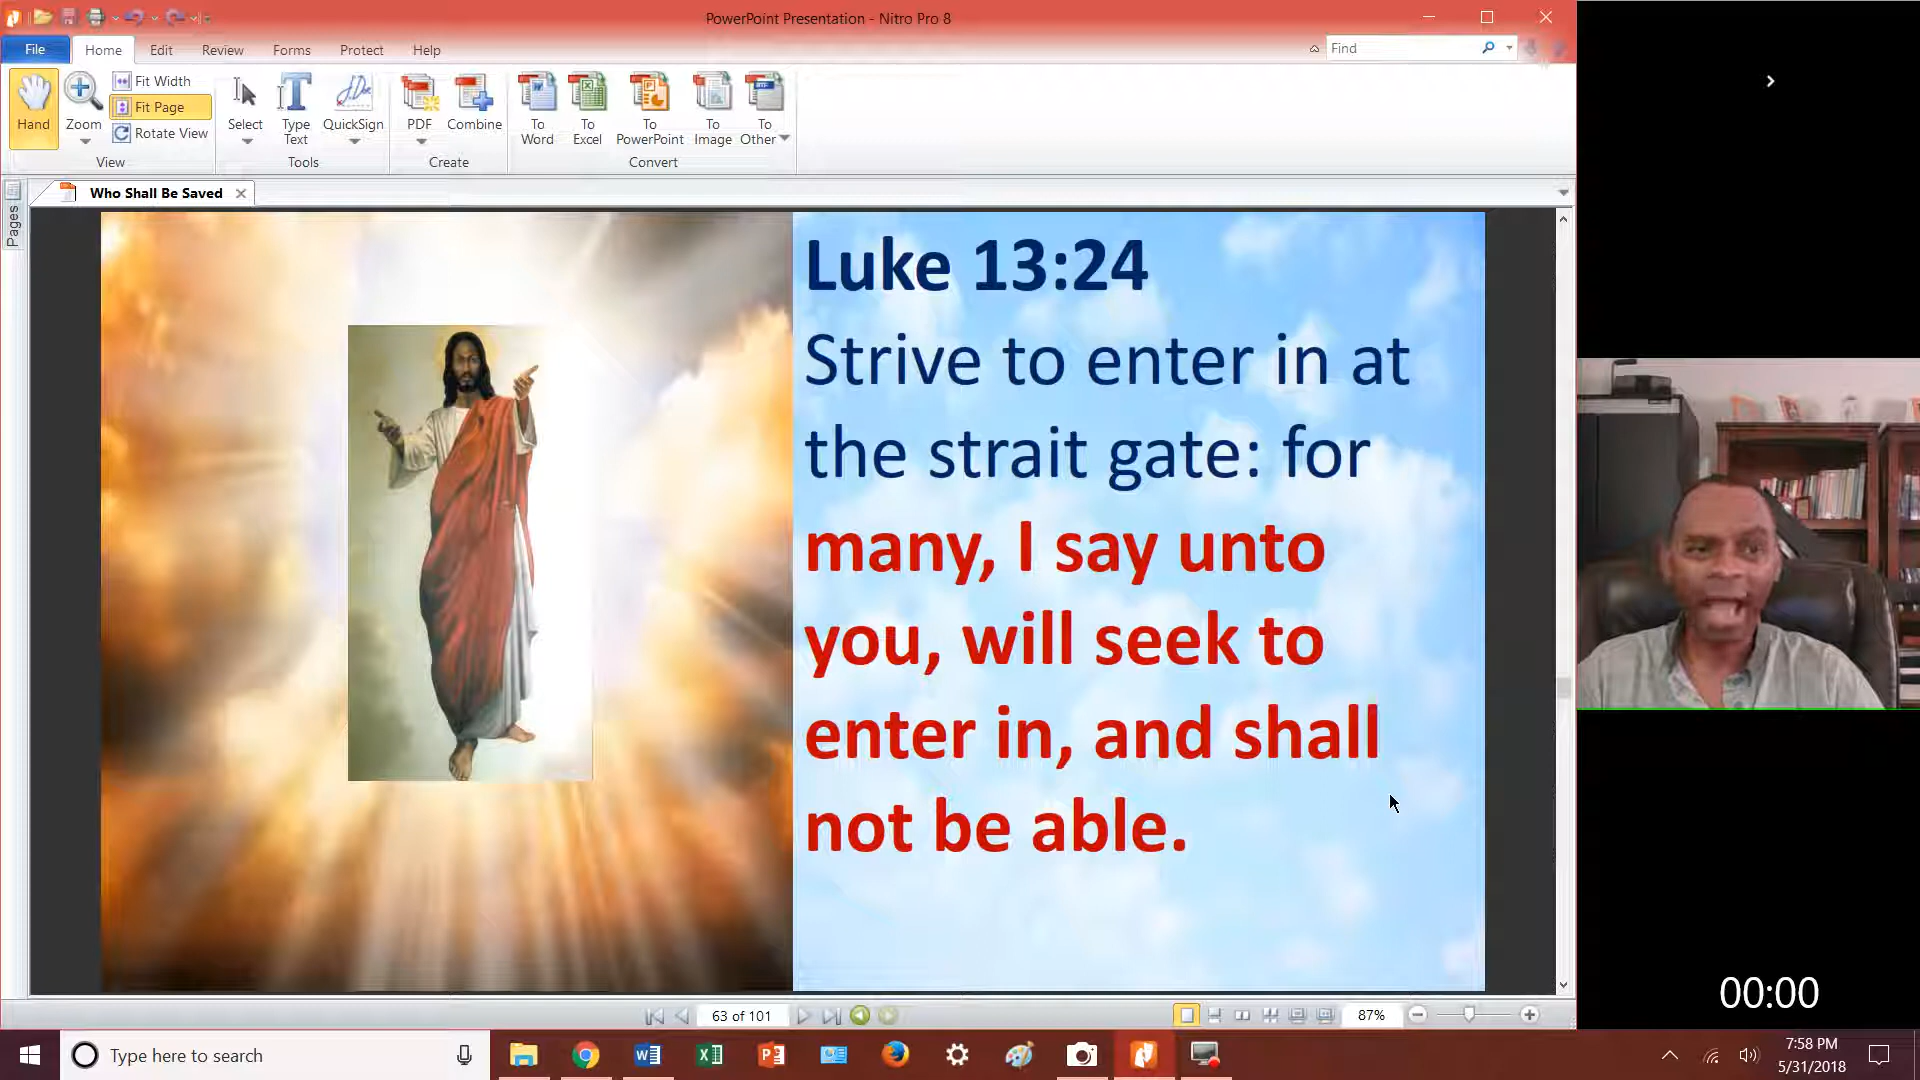 PowerPoint Presentation - Nitro Pro 8
File Home Edit Review Forms Protect Help
Find
Hand
Zoom
Fit Width
Fit Page
Rotate View
View
Select
Type Text
QuickSign
Tools
PDF
Combine
Create
To Word
To Excel
To PowerPoint
To Image
To Other
Convert
Pages
Who Shall Be Saved
Luke 13:24
Strive to enter in at
the strait gate: for
many, I say unto
you, will seek to
enter in, and shall
not be able.
00:00
63 of 101
87%
Type here to search
7:58 PM
5/31/2018